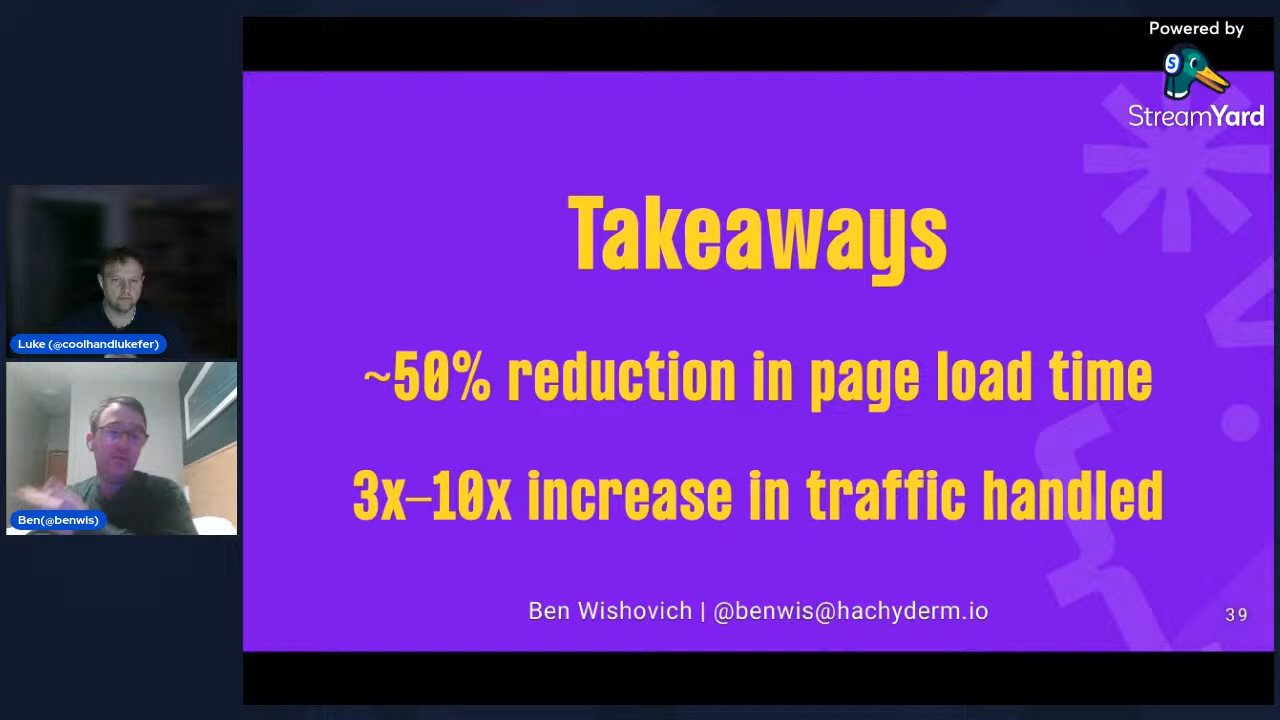 Powered by
S
StreamYard
Takeaways
~50% reduction in page load time
3x–10x increase in traffic handled
Ben Wishovich | @benwis@hachyderm.io
39
Luke (@coolhandlukefer)
Ben(@benwis)